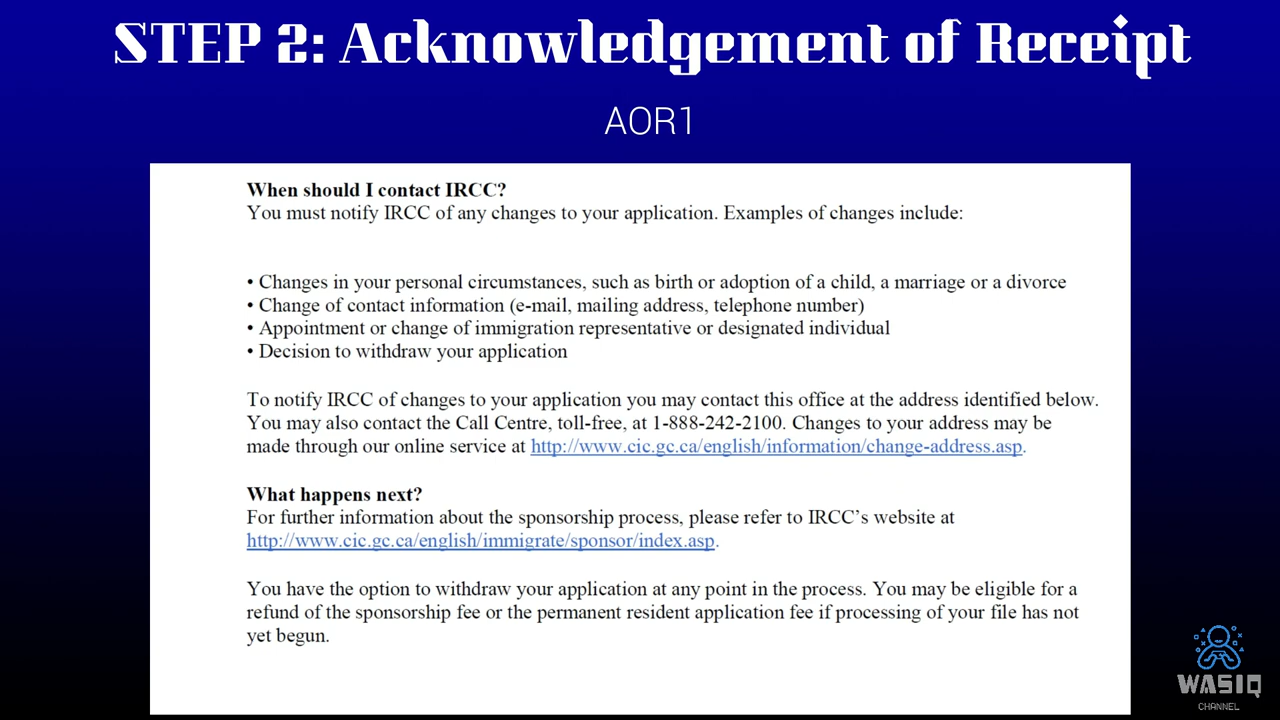 STEP 2: Acknowledgement of Receipt
AOR1
When should I contact IRCC?
You must notify IRCC of any changes to your application. Examples of changes include:
• Changes in your personal circumstances, such as birth or adoption of a child, a marriage or a divorce
• Change of contact information (e-mail, mailing address, telephone number)
• Appointment or change of immigration representative or designated individual
• Decision to withdraw your application
To notify IRCC of changes to your application you may contact this office at the address identified below.
You may also contact the Call Centre, toll-free, at 1-888-242-2100. Changes to your address may be
made through our online service at http://www.cic.gc.ca/english/information/change-address.asp.
What happens next?
For further information about the sponsorship process, please refer to IRCC’s website at
http://www.cic.gc.ca/english/immigrate/sponsor/index.asp.
You have the option to withdraw your application at any point in the process. You may be eligible for a
refund of the sponsorship fee or the permanent resident application fee if processing of your file has not
yet begun.
WASIQ
CHANNEL